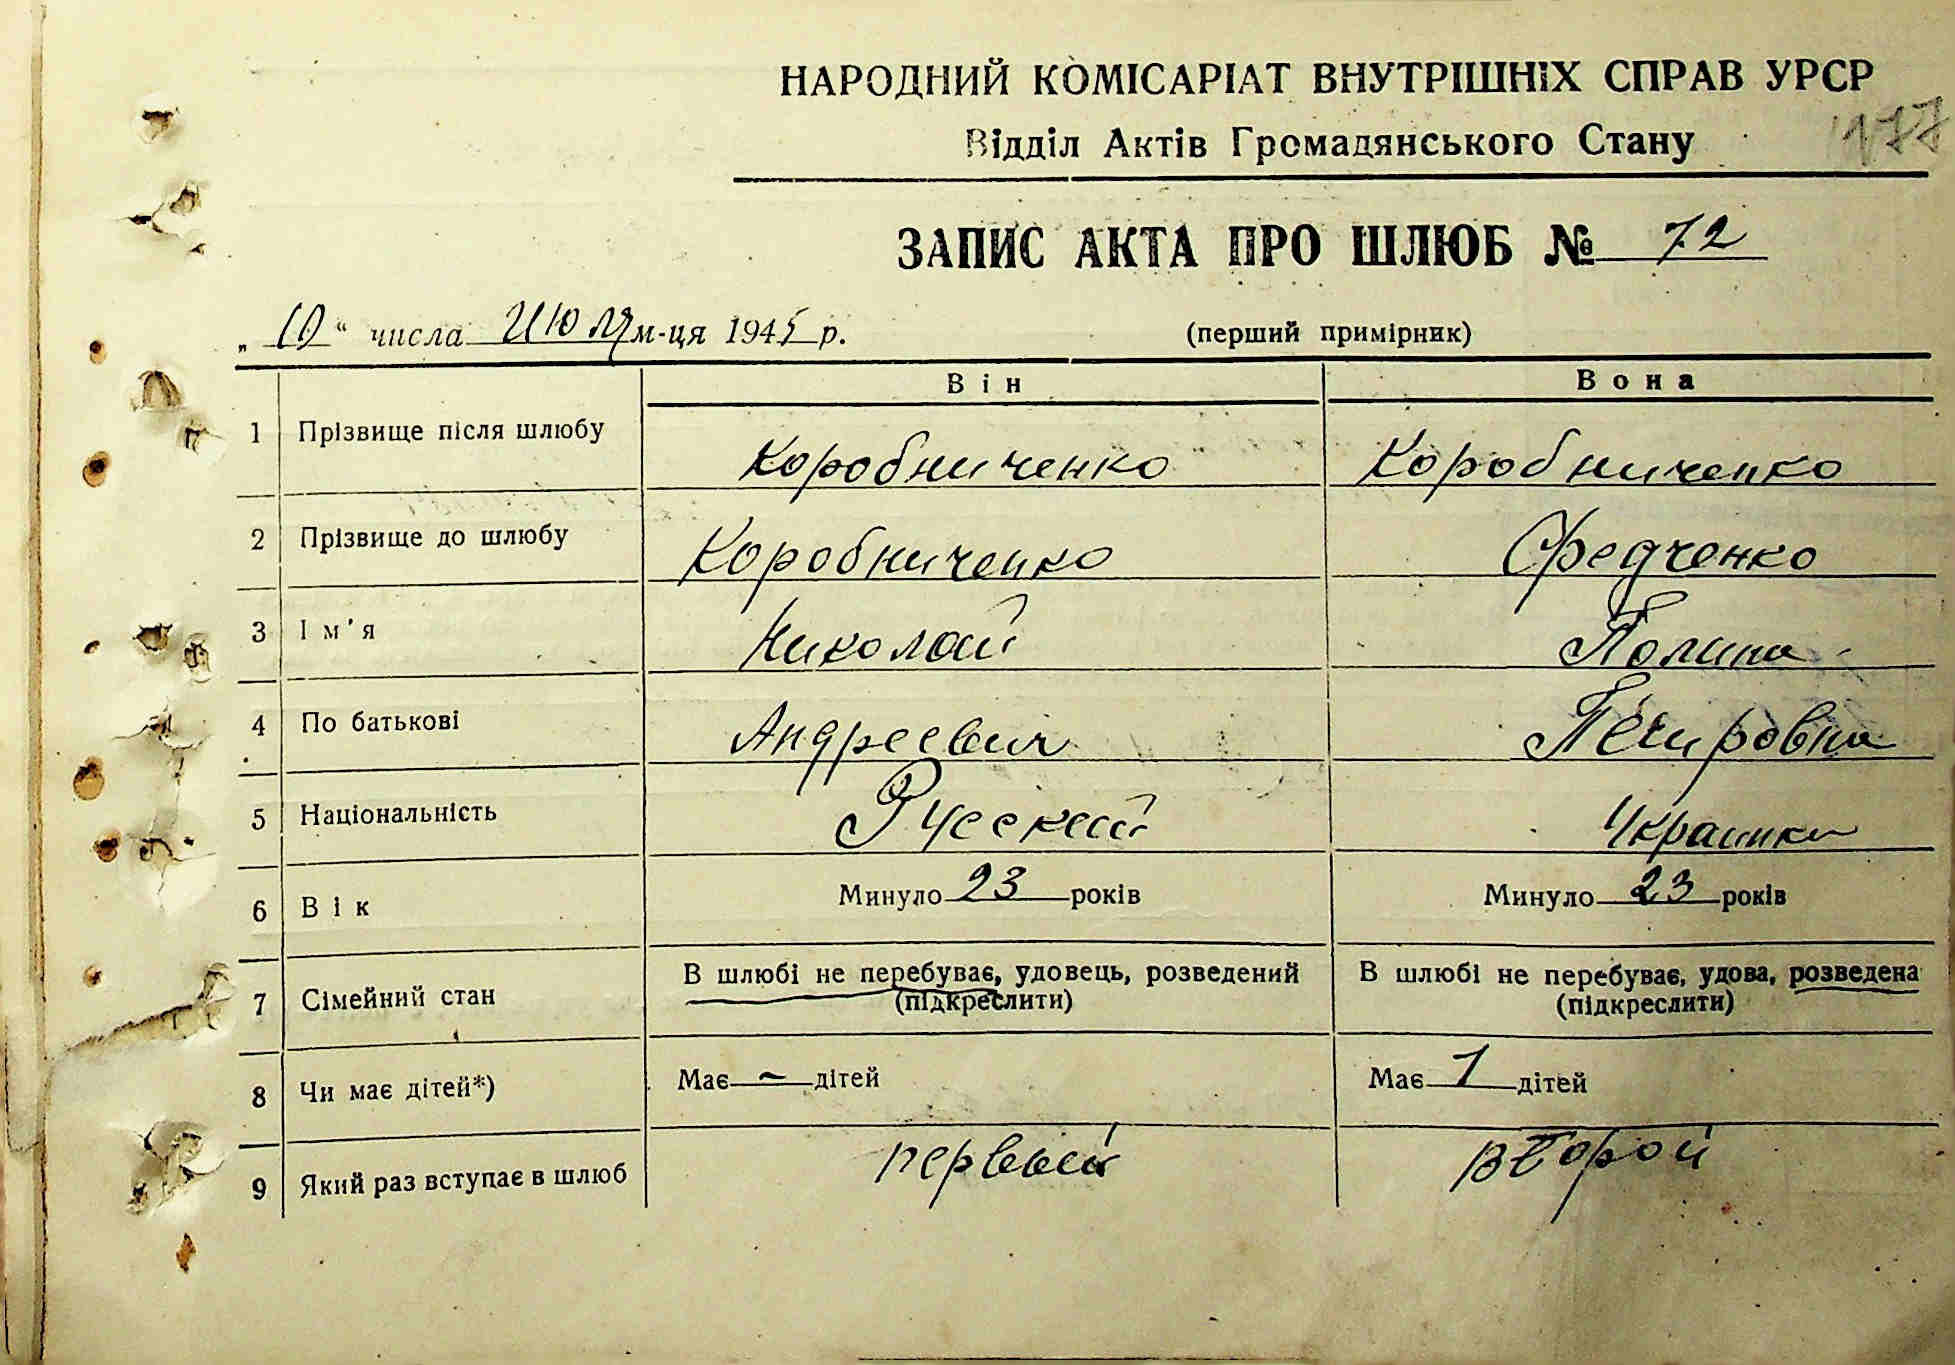 НАРОДНИЙ КОМІСАРІАТ ВНУТРІШНІХ СПРАВ УРСР
Відділ Актів Громадянського Стану
177
ЗАПИС АКТА ПРО ШЛЮБ № 72
„ 10 “ числа Июля м-ця 1945 р. (перший примірник)
Він Вона
1 Прізвище після шлюбу Коробниченко Коробниченко
2 Прізвище до шлюбу Коробниченко Федченко
3 Ім'я Николай Полина
4 По батькові Андреевич
5 Національність Русский Украинка
6 Вік Минуло 23 років Минуло 23 років
7 Сімейний стан В шлюбі не перебуває, удовець, розведений (підкреслити) В шлюбі не перебуває, удова, розведена (підкреслити)
8 Чи має дітей*) Має — дітей Має 1 дітей
9 Який раз вступає в шлюб первый второй